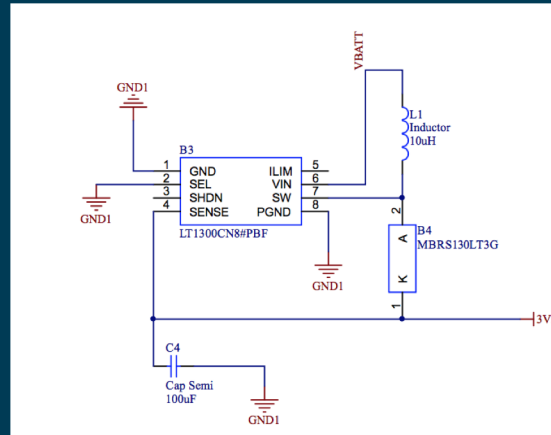 VBATT
GND1
L1
Inductor
10uH
B3
1 GND ILIM 5
2 SEL VIN 6
3 SHDN SW 7
4 SENSE PGND 8
LT1300CN8#PBF
GND1
GND1
2
A
B4
MBRS130LT3G
K
1
3V
C4
Cap Semi
100uF
GND1